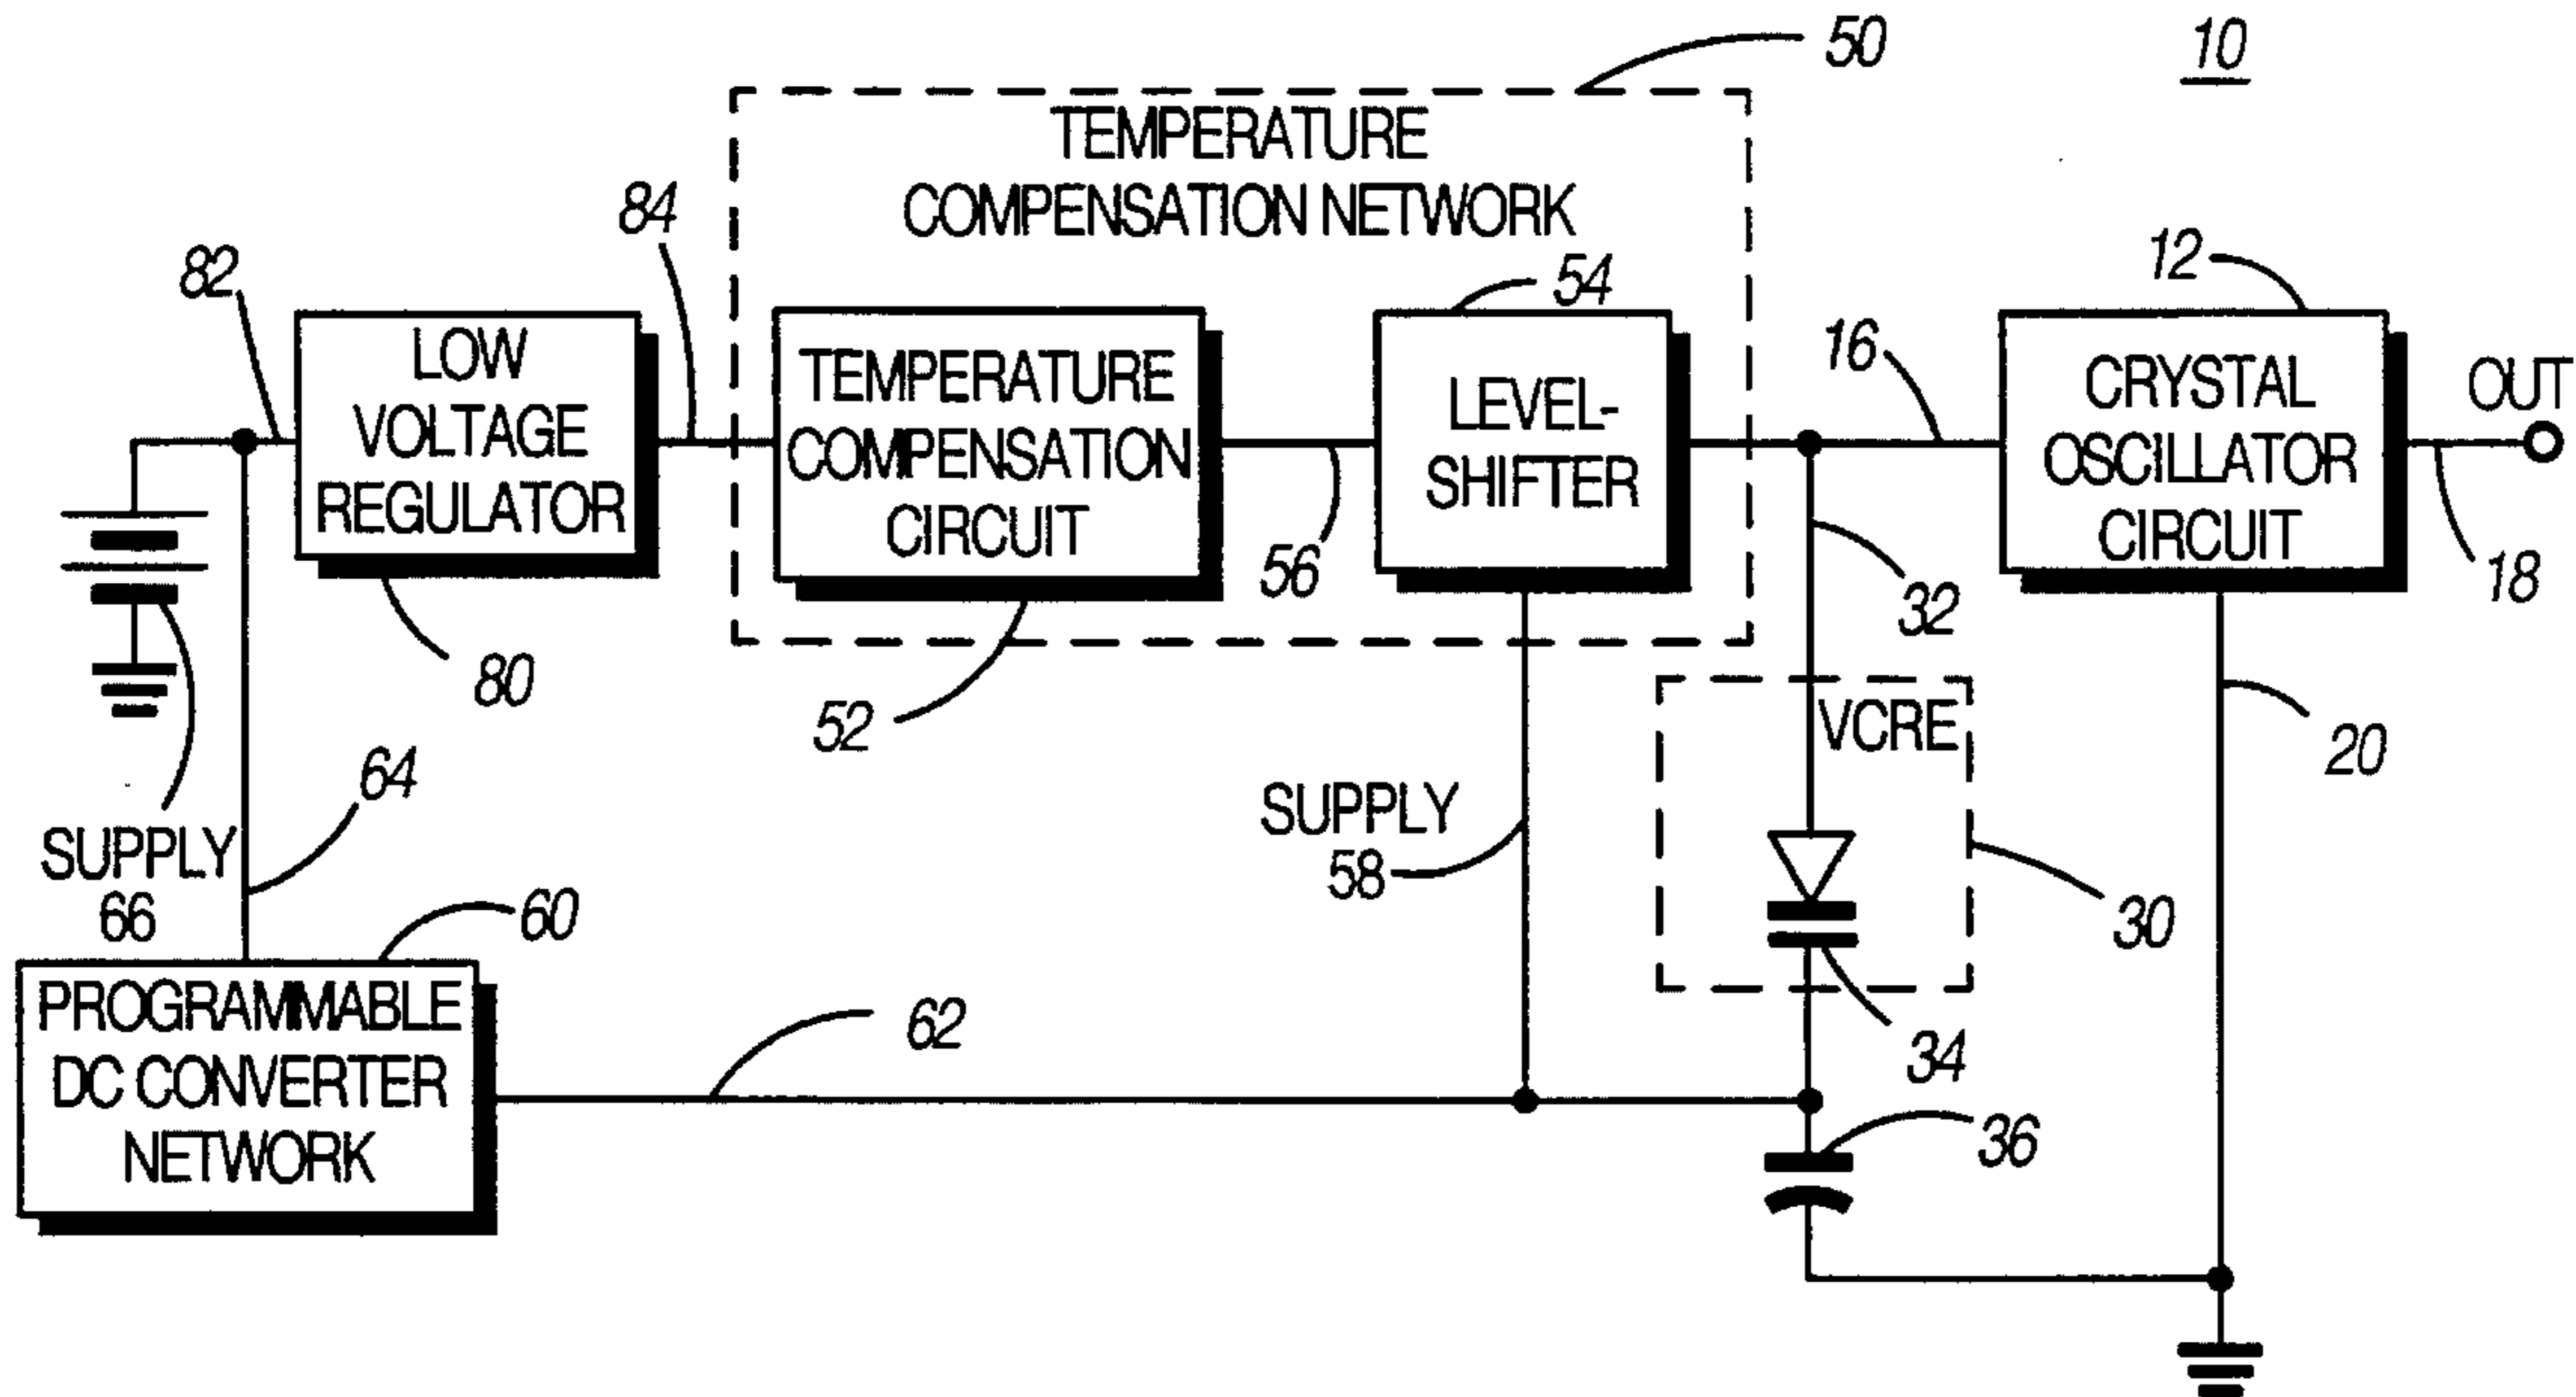 50
10
TEMPERATURE
COMPENSATION NETWORK
84
82
54
12
LOW
VOLTAGE
REGULATOR
TEMPERATURE
COMPENSATION
CIRCUIT
LEVEL-
SHIFTER
16
CRYSTAL
OSCILLATOR
CIRCUIT
OUT
56
32
18
80
52
VCRE
20
64
SUPPLY
66
SUPPLY
58
60
30
PROGRAMMABLE
DC CONVERTER
NETWORK
62
34
36